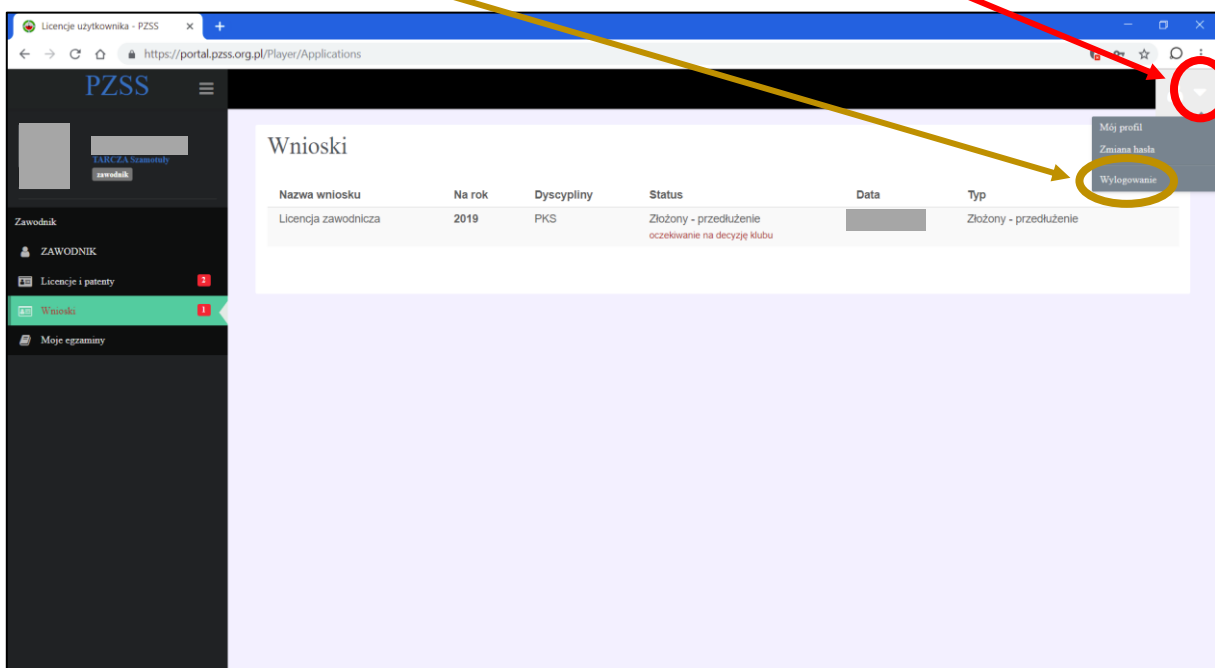 Licencje użytkownika - PZSS
https://portal.pzss.org.pl/Player/Applications
PZSS
TARCZA Szamotuły
zawodnik
Zawodnik
ZAWODNIK
Licencje i patenty 2
Wnioski 1
Moje egzaminy
Mój profil
Zmiana hasła
Wylogowanie
Wnioski
Nazwa wniosku Na rok Dyscypliny Status Data Typ
Licencja zawodnicza 2019 PKS Złożony - przedłużenie Złożony - przedłużenie
oczekiwanie na decyzję klubu